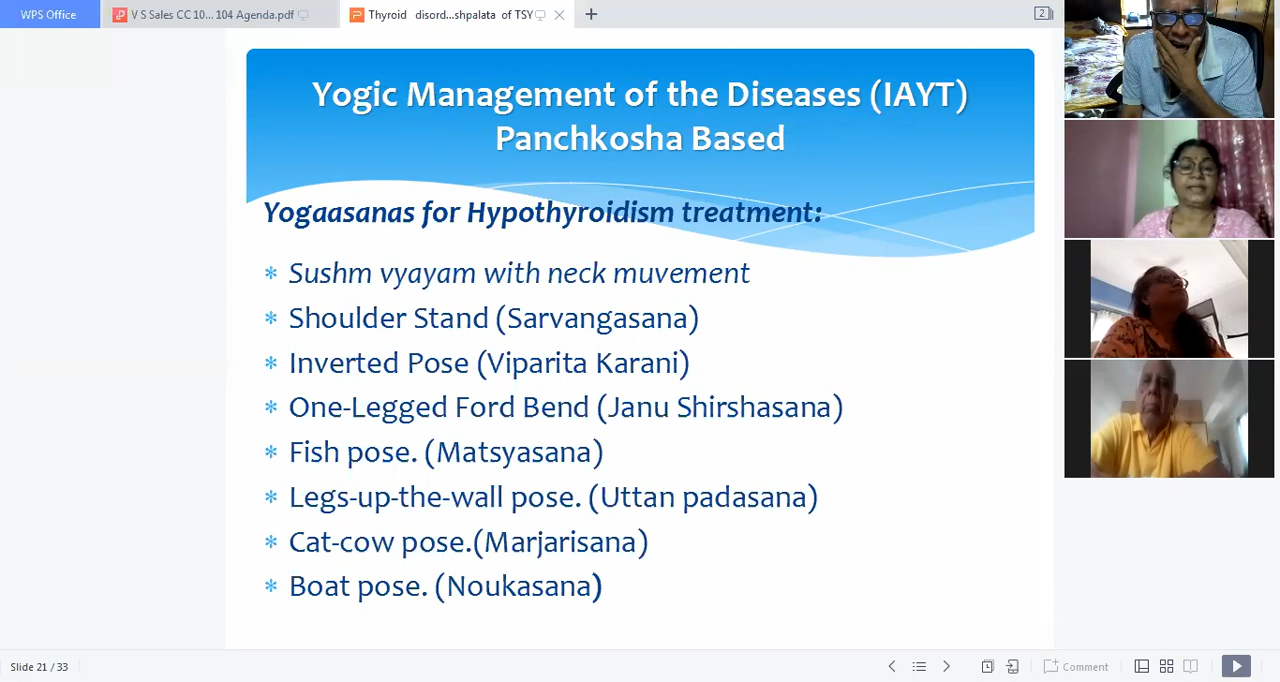 WPS Office
V S Sales CC 10... 104 Agenda.pdf
Thyroid disord...shpalata of TSY
2
Yogic Management of the Diseases (IAYT)
Panchkosha Based
Yogaasanas for Hypothyroidism treatment:
* Sushm vyayam with neck muvement
* Shoulder Stand (Sarvangasana)
* Inverted Pose (Viparita Karani)
* One-Legged Ford Bend (Janu Shirshasana)
* Fish pose. (Matsyasana)
* Legs-up-the-wall pose. (Uttan padasana)
* Cat-cow pose.(Marjarisana)
* Boat pose. (Noukasana)
Slide 21 / 33
Comment